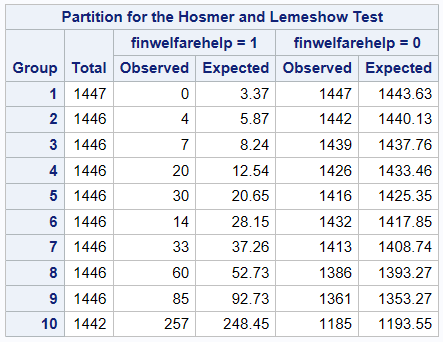 Partition for the Hosmer and Lemeshow Test
finwelfarehelp = 1 finwelfarehelp = 0
Group Total Observed Expected Observed Expected
1 1447 0 3.37 1447 1443.63
2 1446 4 5.87 1442 1440.13
3 1446 7 8.24 1439 1437.76
4 1446 20 12.54 1426 1433.46
5 1446 30 20.65 1416 1425.35
6 1446 14 28.15 1432 1417.85
7 1446 33 37.26 1413 1408.74
8 1446 60 52.73 1386 1393.27
9 1446 85 92.73 1361 1353.27
10 1442 257 248.45 1185 1193.55